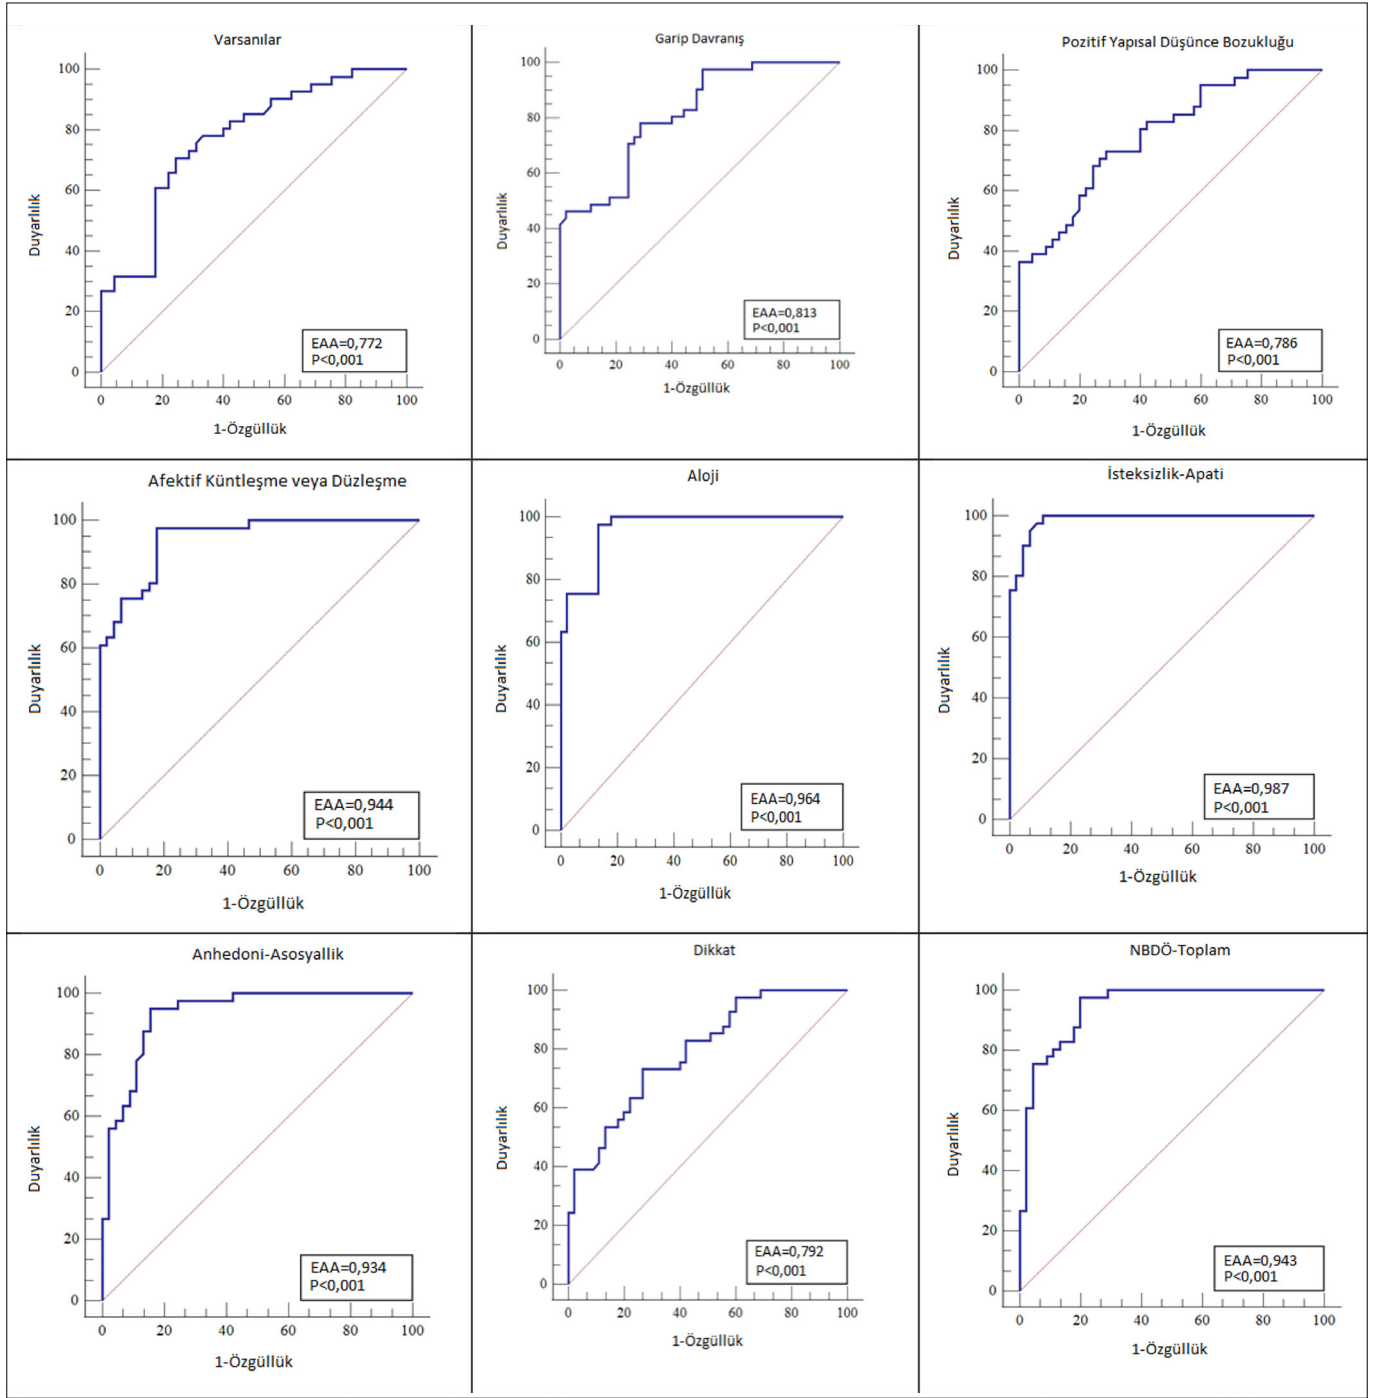 Varsanılar
100
80
60
40
20
0
Duyarlılık
EAA=0,772
P<0,001
0 20 40 60 80 100
1-Özgüllük
Garip Davranış
100
80
60
40
20
0
Duyarlılık
EAA=0,813
P<0,001
0 20 40 60 80 100
1-Özgüllük
Pozitif Yapısal Düşünce Bozukluğu
100
80
60
40
20
0
Duyarlılık
EAA=0,786
P<0,001
0 20 40 60 80 100
1-Özgüllük
Afektif Küntleşme veya Düzleşme
100
80
60
40
20
0
Duyarlılık
EAA=0,944
P<0,001
0 20 40 60 80 100
1-Özgüllük
Aloji
100
80
60
40
20
0
Duyarlılık
EAA=0,964
P<0,001
0 20 40 60 80 100
1-Özgüllük
İsteksizlik-Apati
100
80
60
40
20
0
Duyarlılık
EAA=0,987
P<0,001
0 20 40 60 80 100
1-Özgüllük
Anhedoni-Asosyallik
100
80
60
40
20
0
Duyarlılık
EAA=0,934
P<0,001
0 20 40 60 80 100
1-Özgüllük
Dikkat
100
80
60
40
20
0
Duyarlılık
EAA=0,792
P<0,001
0 20 40 60 80 100
1-Özgüllük
NBDÖ-Toplam
100
80
60
40
20
0
Duyarlılık
EAA=0,943
P<0,001
0 20 40 60 80 100
1-Özgüllük